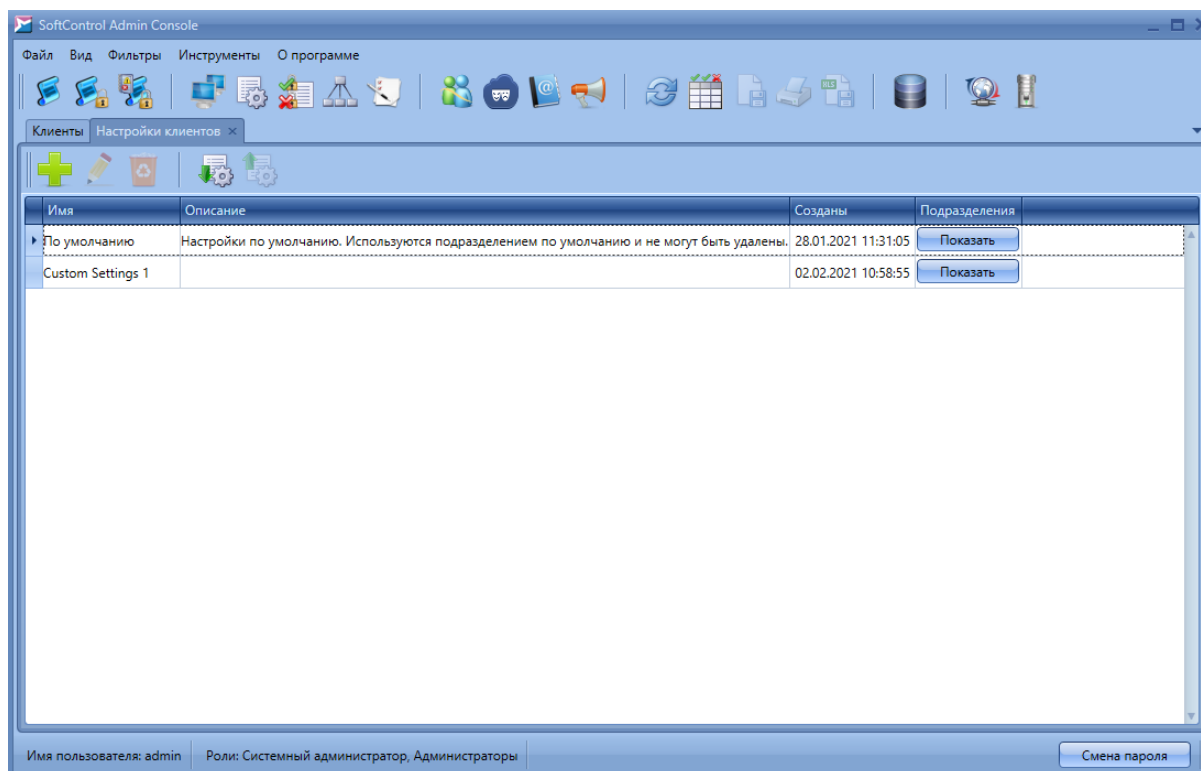 SoftControl Admin Console
Файл Вид Фильтры Инструменты О программе
Клиенты Настройки клиентов
Имя Описание Созданы Подразделения
По умолчанию Настройки по умолчанию. Используются подразделением по умолчанию и не могут быть удалены. 28.01.2021 11:31:05 Показать
Custom Settings 1 02.02.2021 10:58:55 Показать
Имя пользователя: admin Роли: Системный администратор, Администраторы Смена пароля